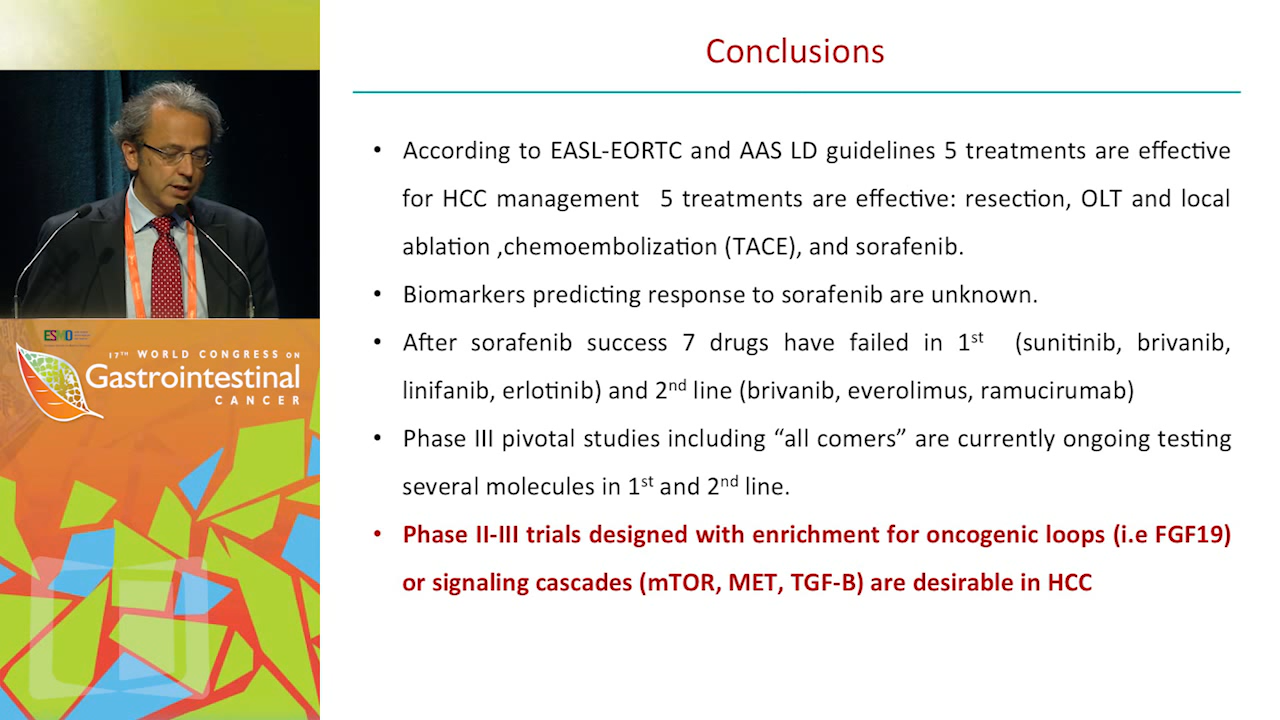 Conclusions
• According to EASL-EORTC and AAS LD guidelines 5 treatments are effective
for HCC management 5 treatments are effective: resection, OLT and local
ablation ,chemoembolization (TACE), and sorafenib.
• Biomarkers predicting response to sorafenib are unknown.
• After sorafenib success 7 drugs have failed in 1st (sunitinib, brivanib,
linifanib, erlotinib) and 2nd line (brivanib, everolimus, ramucirumab)
• Phase III pivotal studies including “all comers” are currently ongoing testing
several molecules in 1st and 2nd line.
• Phase II-III trials designed with enrichment for oncogenic loops (i.e FGF19)
or signaling cascades (mTOR, MET, TGF-B) are desirable in HCC
ESMO
17TH WORLD CONGRESS ON
Gastrointestinal
CANCER